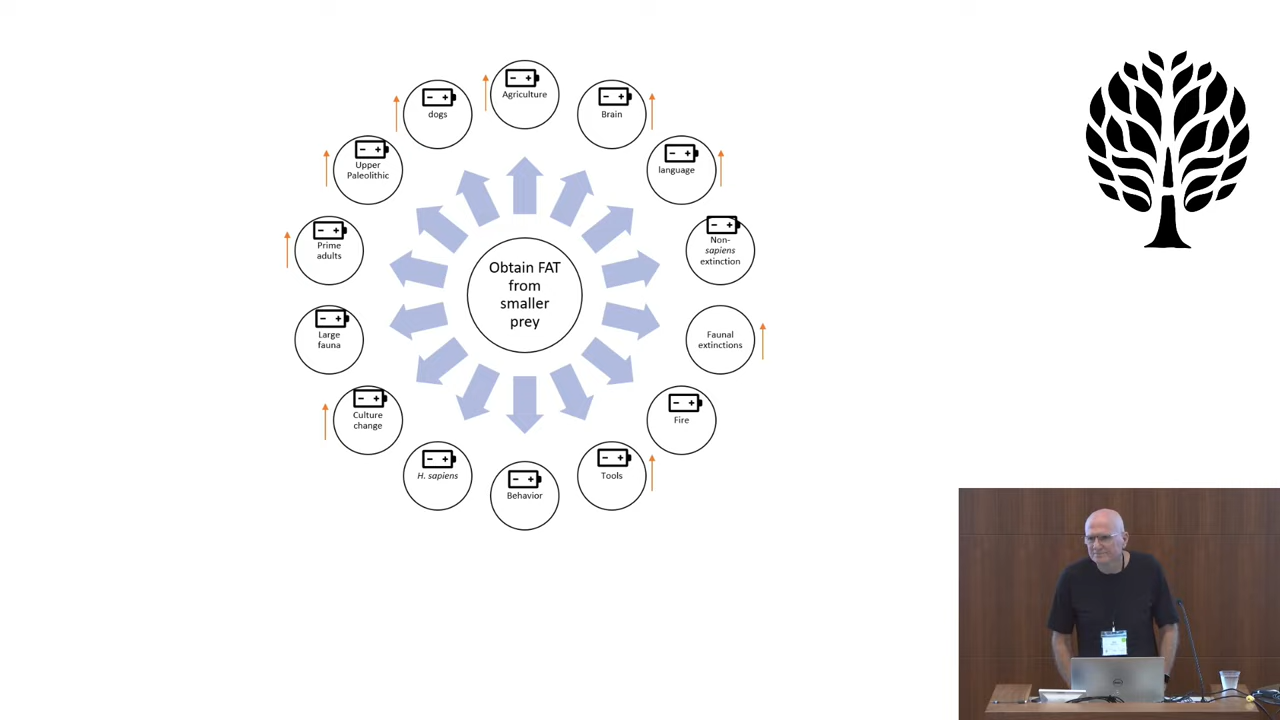 Agriculture
Brain
language
Non-
sapiens
extinction
Faunal
extinctions
Fire
Tools
Behavior
H. sapiens
Culture
change
Large
fauna
Prime
adults
Upper
Paleolithic
dogs
Obtain FAT
from
smaller
prey